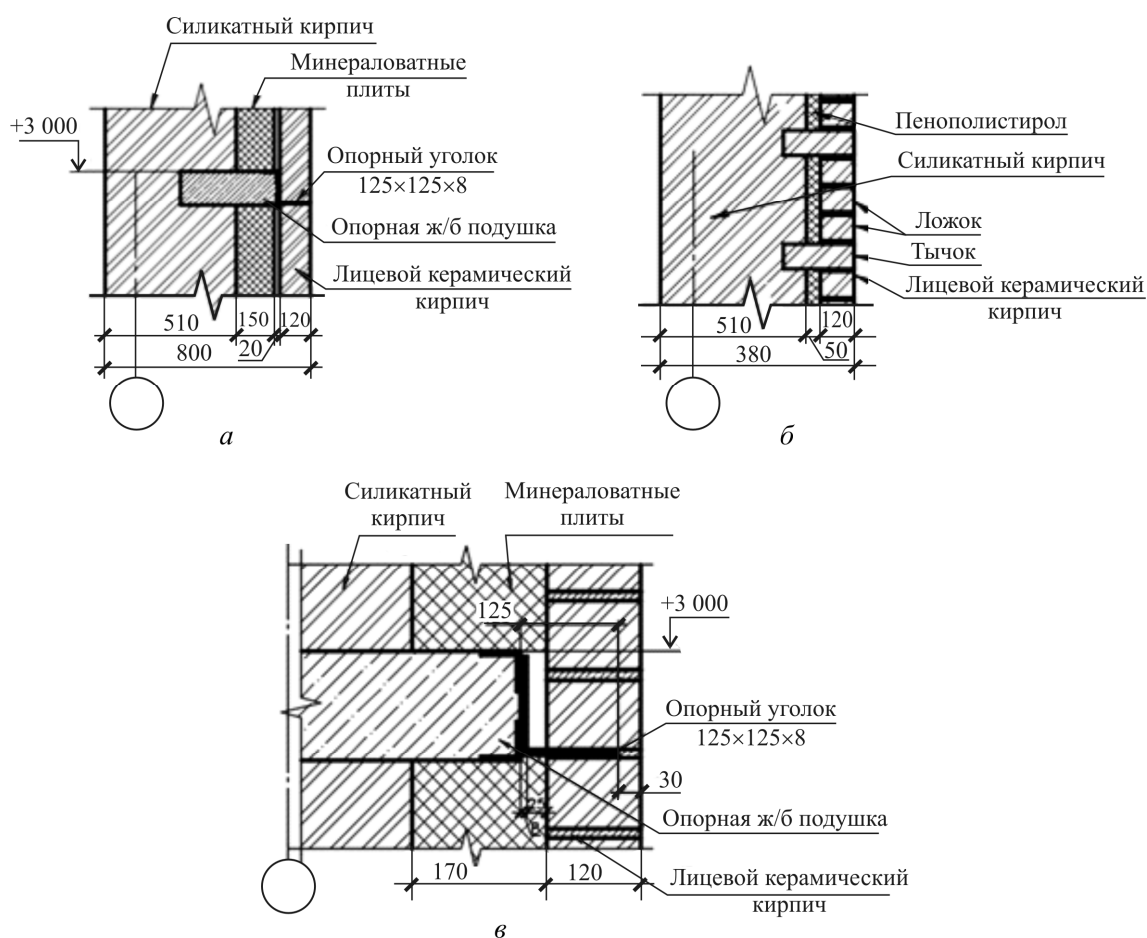 Силикатный кирпич
Минераловатные
плиты
+3 000
Опорный уголок
125×125×8
Опорная ж/б подушка
Лицевой керамический
кирпич
510
150
120
20
800
а
Пенополистирол
Силикатный кирпич
Ложок
Тычок
Лицевой керамический
кирпич
510
120
50
380
б
Силикатный
кирпич
Минераловатные
плиты
125
+3 000
Опорный уголок
125×125×8
30
Опорная ж/б подушка
170
120
Лицевой керамический
кирпич
в